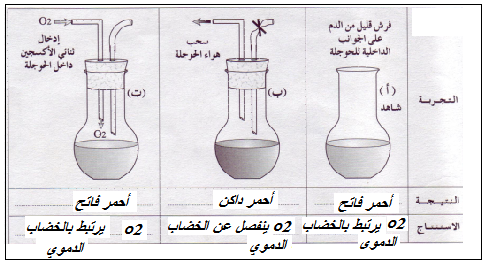 التجربة
فرش قليل من الدم
على الجوانب
الداخلية للحوجلة
(أ)
شاهد
سحب
هواء الحوجلة
(ب)
O2
إدخال
ثنائي الأكسجين
داخل الحوجلة
(ت)
O2
النتيجة
أحمر فاتح
أحمر داكن
أحمر فاتح
الاستنتاج
o2 يرتبط بالخضاب
الدموي
o2 ينفصل عن الخضاب
الدموي
o2 يرتبط بالخضاب
الدموي